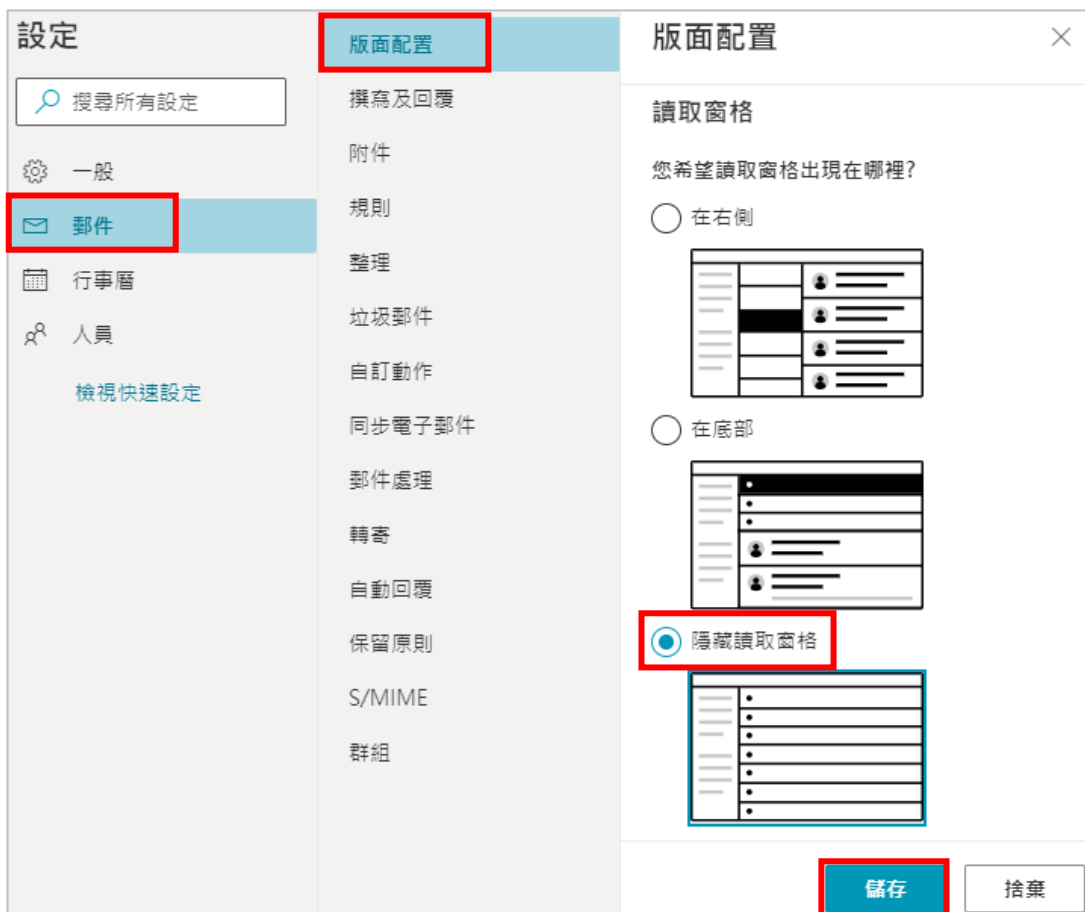 設定
搜尋所有設定
一般
郵件
行事曆
人員
檢視快速設定
版面配置
撰寫及回覆
附件
規則
整理
垃圾郵件
自訂動作
同步電子郵件
郵件處理
轉寄
自動回覆
保留原則
S/MIME
群組
版面配置
讀取窗格
您希望讀取窗格出現在哪裡?
在右側
在底部
隱藏讀取窗格
儲存
捨棄